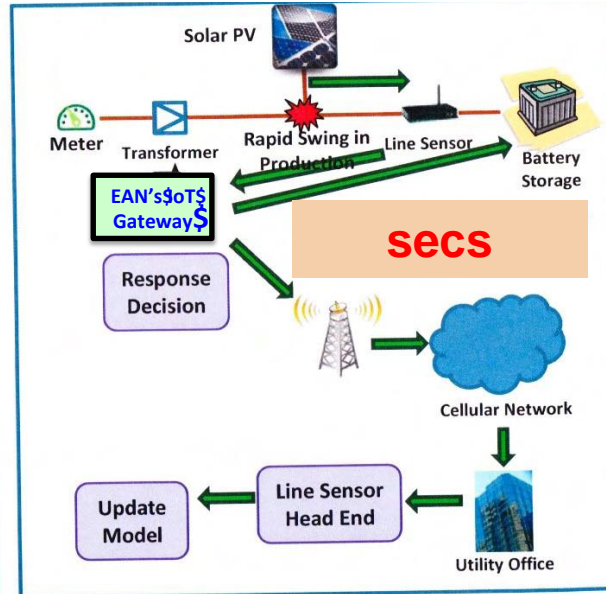 Solar PV
Meter
Transformer
Rapid Swing in
Production
Line Sensor
Battery
Storage
EAN's$IoT$
Gateway$
secs
Response
Decision
Cellular Network
Line Sensor
Head End
Update
Model
Utility Office